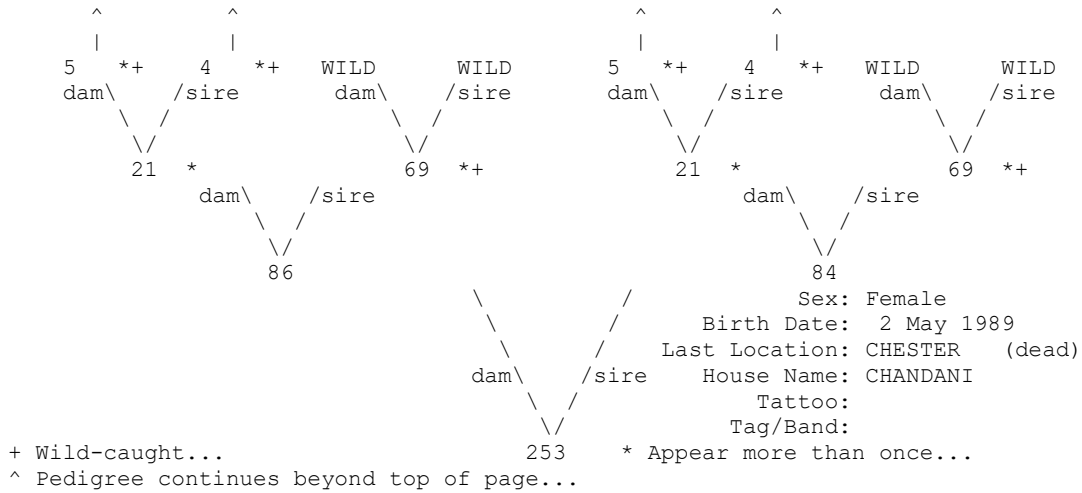 ^ ^ ^ ^
| | | |
5 *+ 4 *+ WILD WILD 5 *+ 4 *+ WILD WILD
dam\ /sire dam\ /sire dam\ /sire dam\ /sire
\ / \ / \ / \ /
\/ \/ \/ \/
21 * 69 *+ 21 * 69 *+
dam\ /sire dam\ /sire
\ / \ /
\/ \/
86 84
\ / Sex: Female
\ / Birth Date: 2 May 1989
\ / Last Location: CHESTER (dead)
dam\ /sire House Name: CHANDANI
\ / Tattoo:
\/ Tag/Band:
+ Wild-caught... 253 * Appear more than once...
^ Pedigree continues beyond top of page...